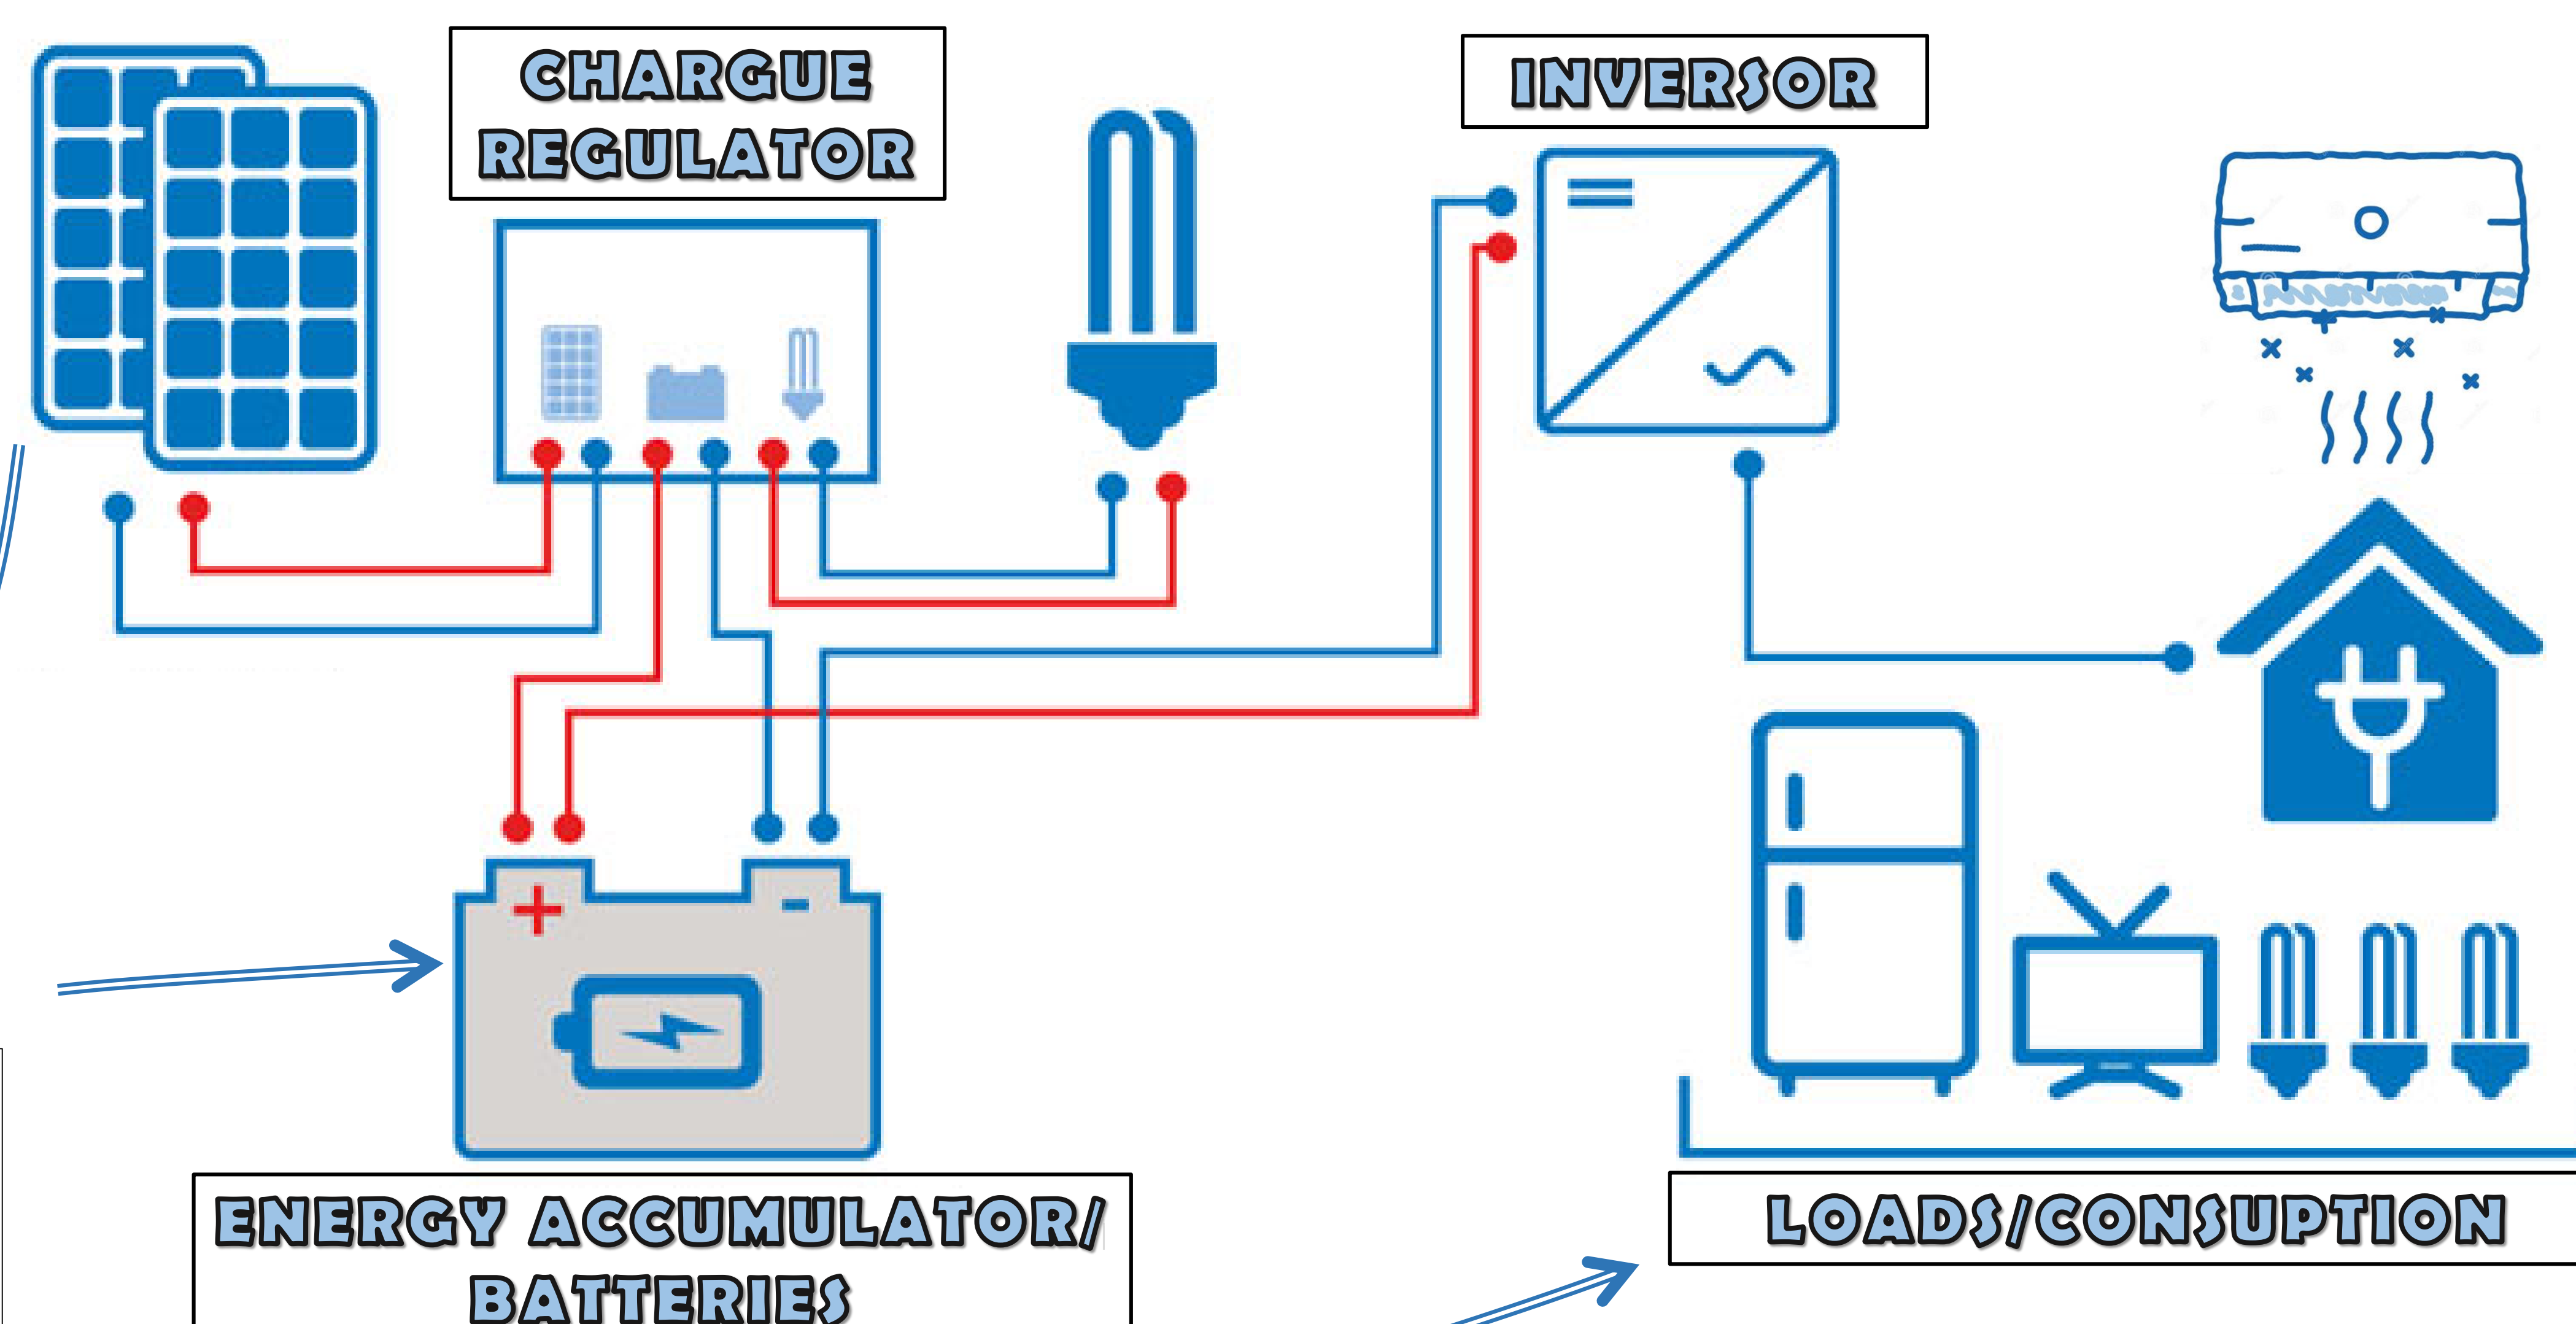 CHARGUE
REGULATOR
INVERSOR
+
-
ENERGY ACCUMULATOR/
BATTERIES
LOADS/CONSUPTION